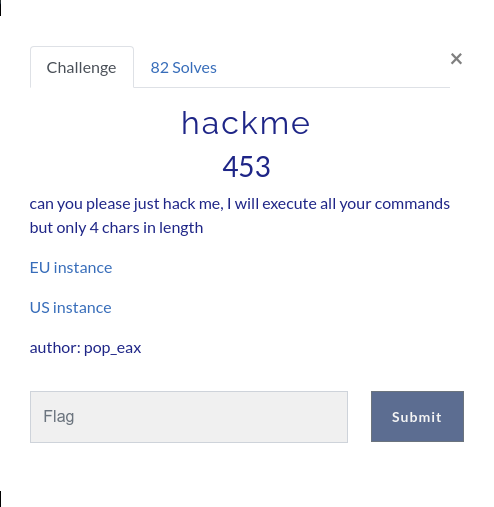 Challenge
82 Solves
×
hackme
453
can you please just hack me, I will execute all your commands
but only 4 chars in length
EU instance
US instance
author: pop_eax
Flag
Submit